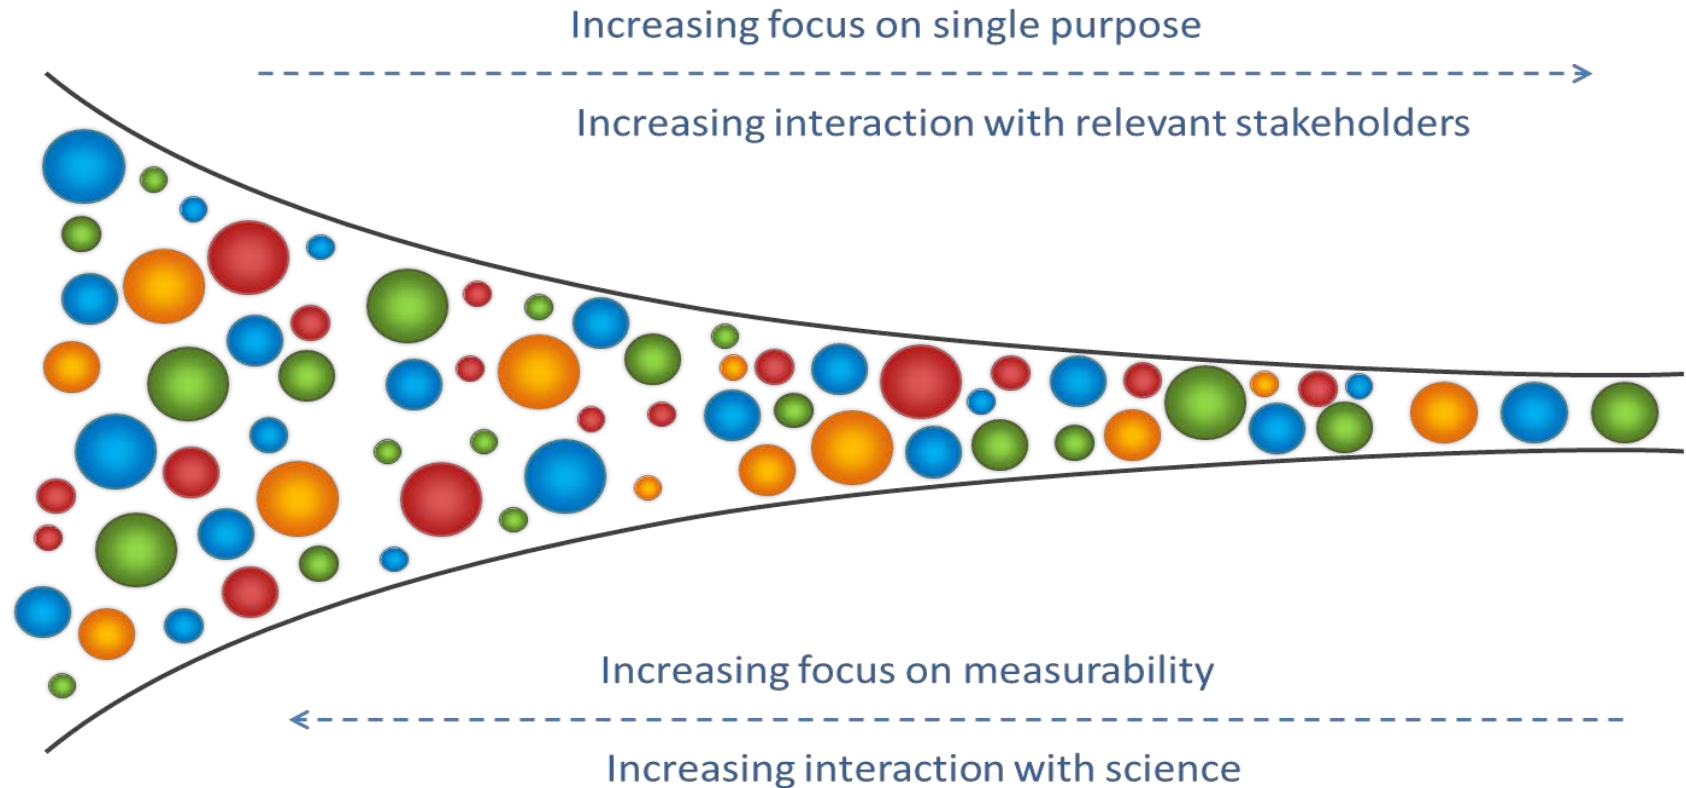 Increasing focus on single purpose
Increasing interaction with relevant stakeholders
Increasing focus on measurability
Increasing interaction with science